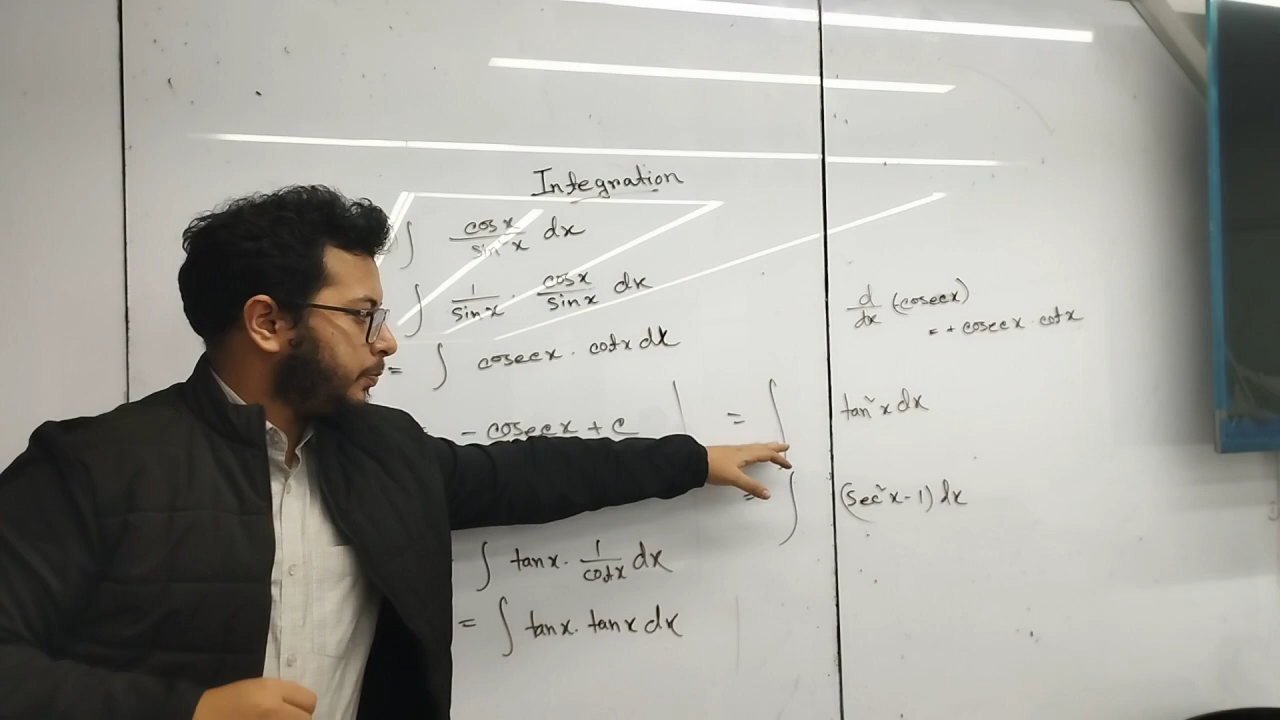 Integration
∫ cos x / sin² x dx
∫ 1/sin x · cos x / sin x dx
= ∫ cosec x · cot x dx
= - cosec x + c
∫ tan x · 1/cot x dx
= ∫ tan x · tan x dx
= ∫ tan² x dx
= ∫ (sec² x - 1) dx
d/dx (cosec x)
= + cosec x · cot x